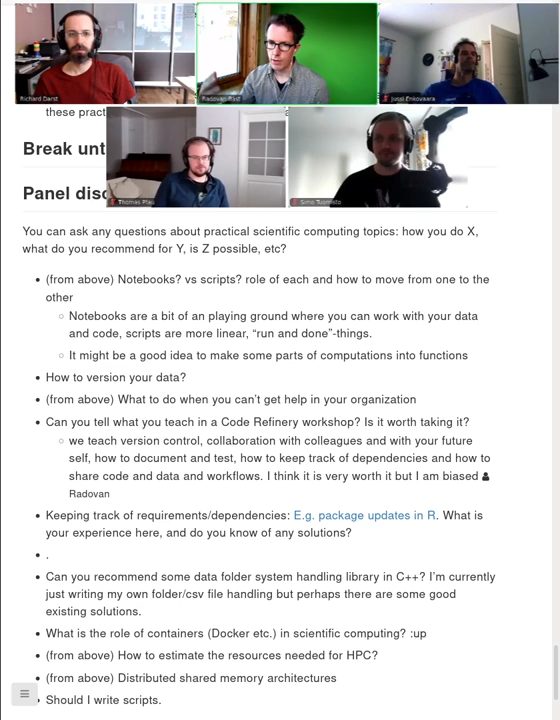 Richard Darst
Radovan Bast
Jussi Enkovaara
these pract
Break unt
Thomas Pfau
Simo Tuomisto
Panel disc
You can ask any questions about practical scientific computing topics: how you do X,
what do you recommend for Y, is Z possible, etc?
(from above) Notebooks? vs scripts? role of each and how to move from one to the
other
Notebooks are a bit of an playing ground where you can work with your data
and code, scripts are more linear, “run and done”-things.
It might be a good idea to make some parts of computations into functions
How to version your data?
(from above) What to do when you can’t get help in your organization
Can you tell what you teach in a Code Refinery workshop? Is it worth taking it?
we teach version control, collaboration with colleagues and with your future
self, how to document and test, how to keep track of dependencies and how to
share code and data and workflows. I think it is very worth it but I am biased
Radovan
Keeping track of requirements/dependencies: E.g. package updates in R. What is
your experience here, and do you know of any solutions?
.
Can you recommend some data folder system handling library in C++? I’m currently
just writing my own folder/csv file handling but perhaps there are some good
existing solutions.
What is the role of containers (Docker etc.) in scientific computing? :up
(from above) How to estimate the resources needed for HPC?
(from above) Distributed shared memory architectures
Should I write scripts.